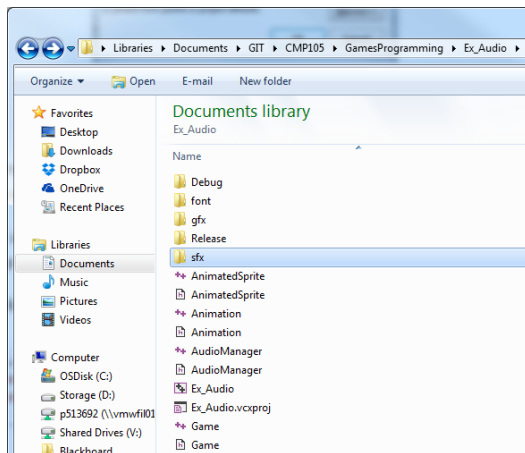 Libraries Documents GIT CMP105 GamesProgramming Ex_Audio
Organize Open E-mail New folder
Favorites
Desktop
Downloads
Dropbox
OneDrive
Recent Places
Libraries
Documents
Music
Pictures
Videos
Computer
OSDisk (C:)
Storage (D:)
p513692 (\\vmwfil01
Shared Drives (V:)
Blackboard
Documents library
Ex_Audio
Name
Debug
font
gfx
Release
sfx
AnimatedSprite
AnimatedSprite
Animation
Animation
AudioManager
AudioManager
Ex_Audio
Ex_Audio.vcxproj
Game
Game